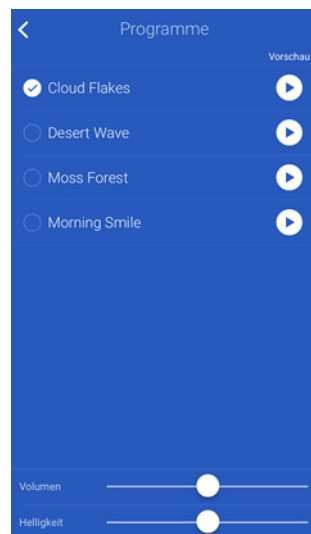 Programme
Vorschau
Cloud Flakes
Desert Wave
Moss Forest
Morning Smile
Volumen
Helligkeit